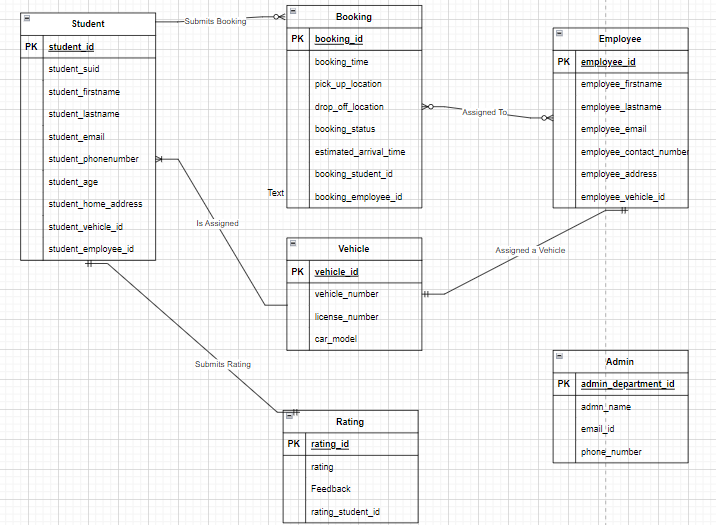 Student
PK student_id
student_suid
student_firstname
student_lastname
student_email
student_phonenumber
student_age
student_home_address
student_vehicle_id
student_employee_id
Submits Booking
Booking
PK booking_id
booking_time
pick_up_location
drop_off_location
booking_status
estimated_arrival_time
booking_student_id
booking_employee_id
Text
Assigned To
Employee
PK employee_id
employee_firstname
employee_lastname
employee_email
employee_contact_number
employee_address
employee_vehicle_id
Is Assigned
Assigned a Vehicle
Vehicle
PK vehicle_id
vehicle_number
license_number
car_model
Submits Rating
Rating
PK rating_id
rating
Feedback
rating_student_id
Admin
PK admin_department_id
admn_name
email_id
phone_number